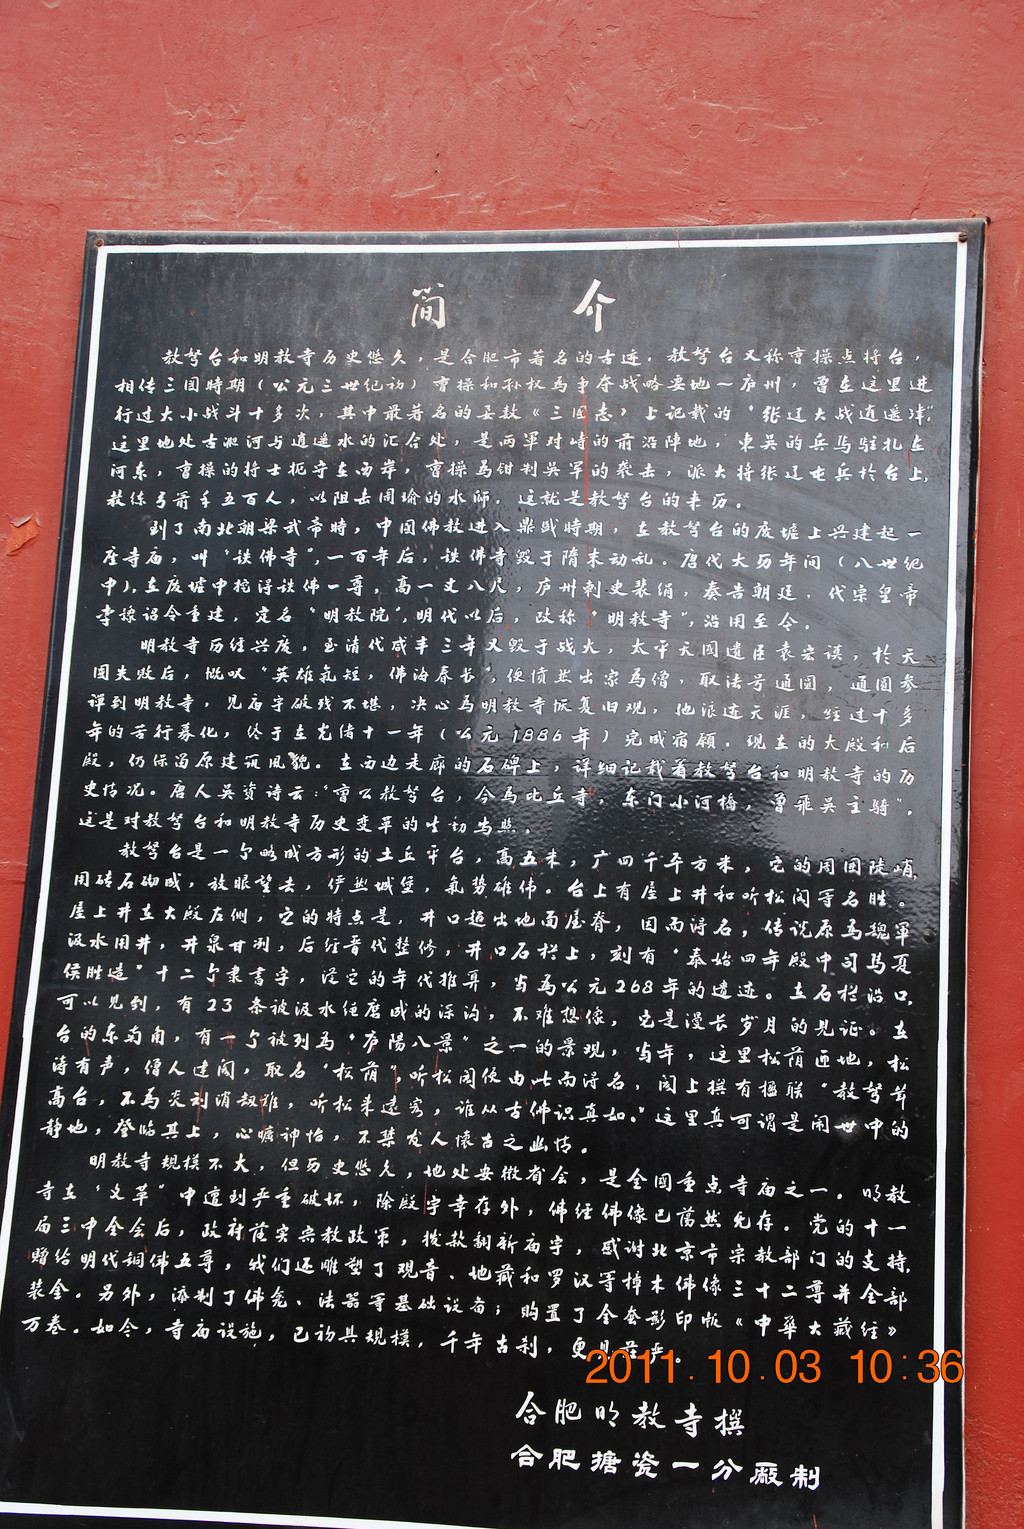 简 介
教弩台和明教寺历史悠久，是合肥市著名的古迹。教弩台又称曹操点将台，
相传三国時期（公元三世纪初）曹操和孙权為争夺战略要地一庐州，曾在这里进
行过大小战斗十多次，其中最著名的要数《三国志》上记载的“张辽大战逍遥津”，
这里地处古淝河与逍遥水的汇合处，是两軍对峙的前沿陣地，東吴的兵马駐扎在
河东，曹操的将士扼守在西岸，曹操為钳制吴军的袭击，派大将张辽屯兵於台上，
教练弓箭手五百人，以阻击周瑜的水师。这就是教弩台的来历。
到了南北朝梁武帝時，中國佛教进入鼎盛時期，在教弩台的废墟上兴建起一
座寺庙，叫“铁佛寺”，一百年后，铁佛寺毁于隋末动乱。唐代大历年间（八世纪
中），在废墟中挖得铁佛一尊，高一丈八尺，庐州刺史裴绢，奏告朝廷，代宗皇帝
李豫诏令重建，定名“明教院”，明代以后，改称“明教寺”，沿用至今。
明教寺历经兴废，至清代咸丰三年又毁于战火，太平天國遗臣袁宏谟，於天
國失败后，慨叹“英雄氣短，佛海春长”，便愤然出家為僧，取法号通圆，通圆参
禅到明教寺，见庙宇破残不堪，决心為明教寺恢复旧观，他浪迹天涯，经过十多
年的苦行募化，终于在光绪十一年（公元1886年）完成宿願。现在的大殿和后
殿，仍保留原建筑風貌。在西边走廊的石碑上，详细记载着教弩台和明教寺的历
史情况。唐人吴资诗云：“曹公教弩台，今為比丘寺，东门小河橋，曾飛吴主騎”。
这是对教弩台和明教寺历史变革的生动写照。
教弩台是一个略成方形的土丘平台，高五米，广四千平方米，它的周围陡峭，
用砖石砌成，放眼望去，俨然城堡，氣势雄伟。台上有屋上井和听松阁等名胜。
屋上井在大殿左侧，它的特点是，井口超出地面屋脊，因而得名，传说原為魏軍
汲水用井，井泉甘冽，后经晋代整修，井口石栏上，刻有“泰始四年殿中司马夏
侯胜造”十二个隶書字，从它的年代推算，当為公元268年的遗迹。在石栏沿口，
可以见到，有23条被汲水绳磨成的深沟，不难想像，它是漫长岁月的见证。在
台的东南角，有一个被列為“庐陽八景”之一的景观，当年，这里松荫匝地，松
涛有声，僧人建阁，取名“松荫”，听松阁便由此而得名，阁上撰有楹联“教弩耸
高台，不為炎刘消劫难，听松来遠客，谁从古佛识真如。”这里真可谓是闹世中的
静地，登临其上，心曠神怡，不禁发人懷古之幽情。
明教寺规模不大，但历史悠久，地处安徽省会，是全國重点寺庙之一。明教
寺在“文革”中遭到严重破坏，除殿宇幸存外，佛经佛像已荡然无存。党的十一
届三中全会后，政府落实宗教政策，拨款翻新庙宇，感谢北京市宗教部门的支持，
赠给明代铜佛五尊，我们还雕塑了观音、地藏和罗汉等樟木佛像三十二尊并全部
装金。另外，添制了佛龛、法器等基础设备；购置了全套影印版《中華大藏经》
万卷。如今，寺庙设施，已初具规模，千年古刹，更见庄严。
合肥明教寺撰
合肥搪瓷一分廠制
2011.10.03 10:36